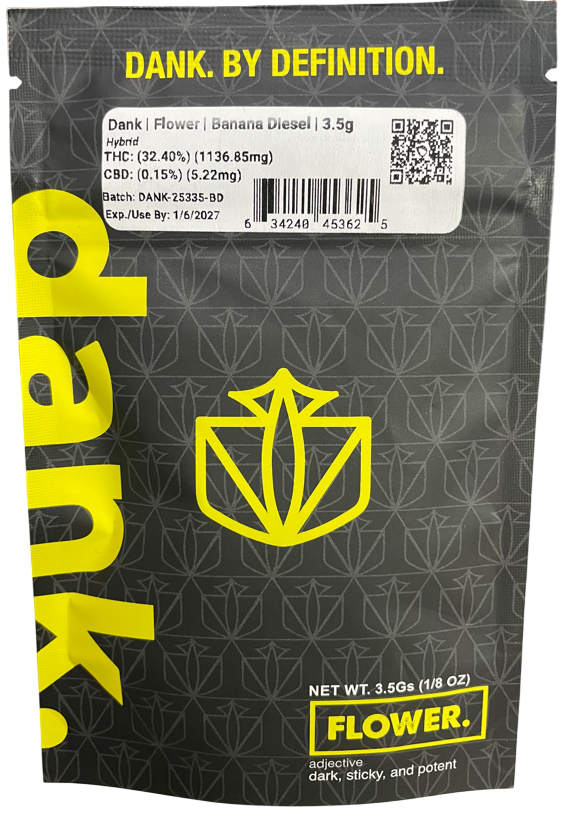 DANK. BY DEFINITION.
Dank | Flower | Banana Diesel | 3.5g
Hybrid
THC: (32.40%) (1136.85mg)
CBD: (0.15%) (5.22mg)
Batch: DANK-25335-BD
Exp./Use By: 1/6/2027
6 34240 45362 5
dank.
NET WT. 3.5Gs (1/8 OZ)
FLOWER.
adjective
dark, sticky, and potent